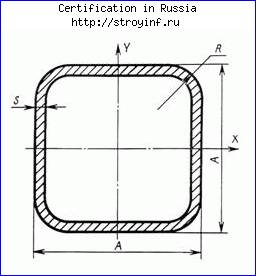 Certification in Russia
http://stroyinf.ru
Y
R
S
X
A
A